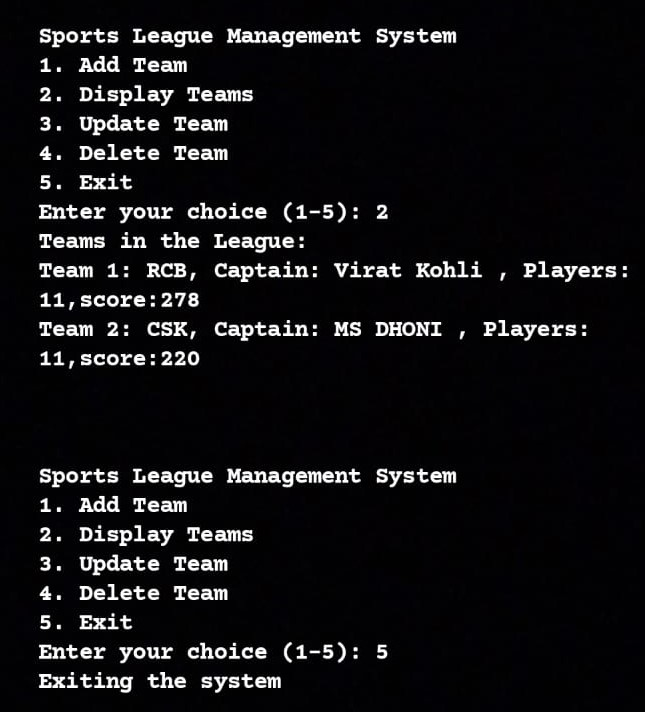 Sports League Management System
1. Add Team
2. Display Teams
3. Update Team
4. Delete Team
5. Exit
Enter your choice (1-5): 2
Teams in the League:
Team 1: RCB, Captain: Virat Kohli , Players:
11,score:278
Team 2: CSK, Captain: MS DHONI , Players:
11,score:220
Sports League Management System
1. Add Team
2. Display Teams
3. Update Team
4. Delete Team
5. Exit
Enter your choice (1-5): 5
Exiting the system